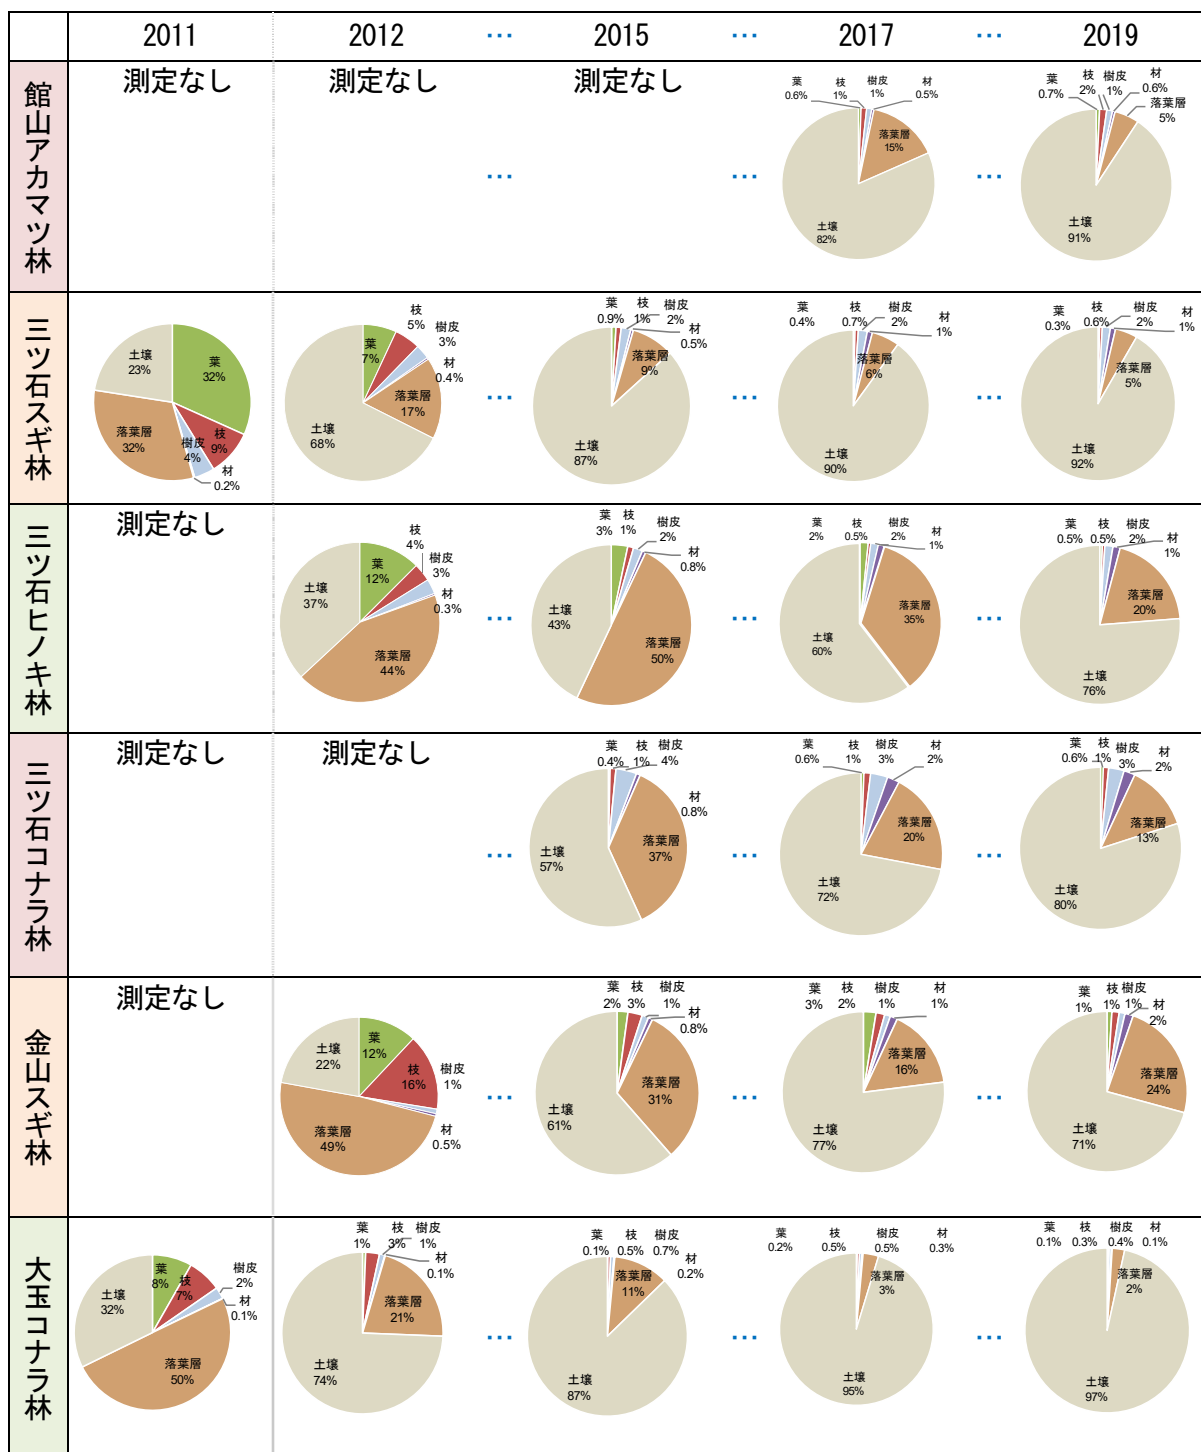 2011 2012 … 2015 … 2017 … 2019
館山アカマツ林
測定なし
測定なし
測定なし
…
…
葉 0.6%
枝 1%
樹皮 1%
材 0.5%
落葉層 15%
土壌 82%
…
葉 0.7%
枝 2%
樹皮 1%
材 0.6%
落葉層 5%
土壌 91%
三ツ石スギ林
葉 32%
枝 9%
樹皮 4%
材 0.2%
落葉層 32%
土壌 23%
葉 7%
枝 5%
樹皮 3%
材 0.4%
落葉層 17%
土壌 68%
…
葉 0.9%
枝 1%
樹皮 2%
材 0.5%
落葉層 9%
土壌 87%
…
葉 0.4%
枝 0.7%
樹皮 2%
材 1%
落葉層 6%
土壌 90%
…
葉 0.3%
枝 0.6%
樹皮 2%
材 1%
落葉層 5%
土壌 92%
三ツ石ヒノキ林
測定なし
葉 12%
枝 4%
樹皮 3%
材 0.3%
落葉層 44%
土壌 37%
…
葉 3%
枝 1%
樹皮 2%
材 0.8%
落葉層 50%
土壌 43%
…
葉 2%
枝 0.5%
樹皮 2%
材 1%
落葉層 35%
土壌 60%
…
葉 0.5%
枝 0.5%
樹皮 2%
材 1%
落葉層 20%
土壌 76%
三ツ石コナラ林
測定なし
測定なし
…
葉 0.4%
枝 1%
樹皮 4%
材 0.8%
落葉層 37%
土壌 57%
…
葉 0.6%
枝 1%
樹皮 3%
材 2%
落葉層 20%
土壌 72%
…
葉 0.6%
枝 1%
樹皮 3%
材 2%
落葉層 13%
土壌 80%
金山スギ林
測定なし
葉 12%
枝 16%
樹皮 1%
材 0.5%
落葉層 49%
土壌 22%
…
葉 2%
枝 3%
樹皮 1%
材 0.8%
落葉層 31%
土壌 61%
…
葉 3%
枝 2%
樹皮 1%
材 1%
落葉層 16%
土壌 77%
…
葉 1%
枝 1%
樹皮 1%
材 2%
落葉層 24%
土壌 71%
大玉コナラ林
葉 8%
枝 7%
樹皮 2%
材 0.1%
落葉層 50%
土壌 32%
葉 1%
枝 3%
樹皮 1%
材 0.1%
落葉層 21%
土壌 74%
…
葉 0.1%
枝 0.5%
樹皮 0.7%
材 0.2%
落葉層 11%
土壌 87%
…
葉 0.2%
枝 0.5%
樹皮 0.5%
材 0.3%
落葉層 3%
土壌 95%
…
葉 0.1%
枝 0.3%
樹皮 0.4%
材 0.1%
落葉層 2%
土壌 97%